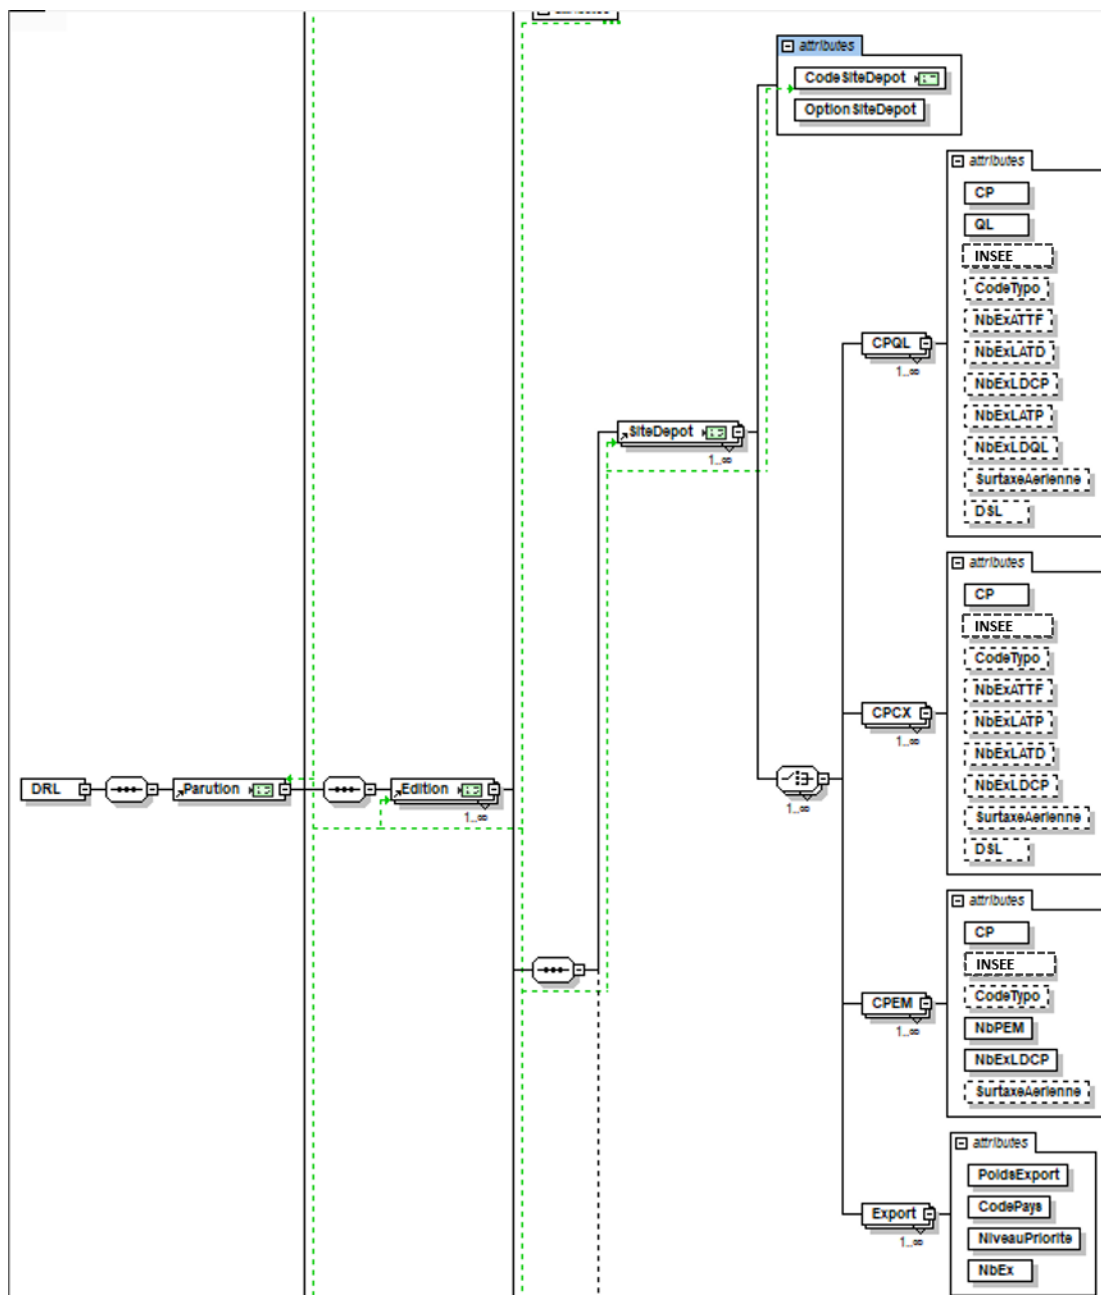 attributes
attributes
CodeSiteDepot
OptionSiteDepot
attributes
CP
QL
INSEE
CodeTypo
NbExATTF
NbExLATD
NbExLDCP
NbExLATP
NbExLDQL
SurtaxeAerienne
DSL
CPQL
1..∞
SiteDepot
1..∞
attributes
CP
INSEE
CodeTypo
NbExATTF
NbExLATP
NbExLATD
NbExLDCP
SurtaxeAerienne
DSL
CPCX
1..∞
DRL
Parution
Edition
1..∞
1..∞
attributes
CP
INSEE
CodeTypo
NbPEM
NbExLDCP
SurtaxeAerienne
CPEM
1..∞
attributes
PoidsExport
CodePays
NiveauPriorite
NbEx
Export
1..∞